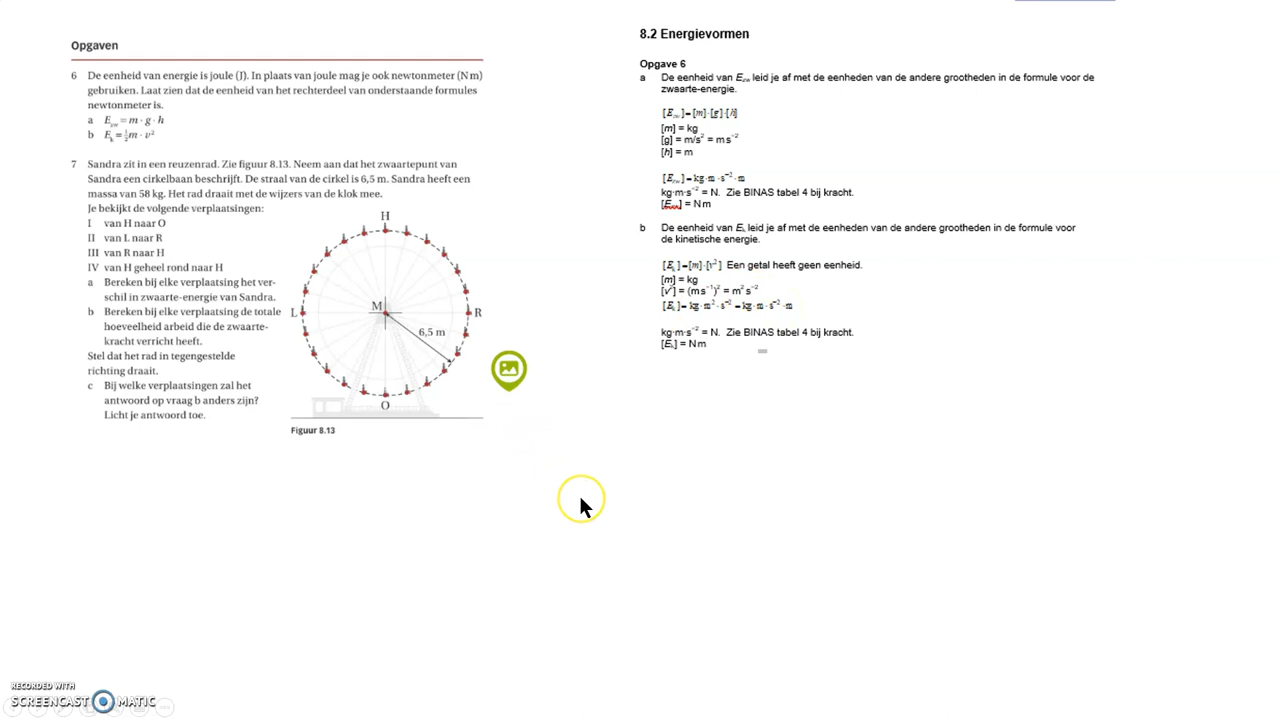 Opgaven
6 De eenheid van energie is joule (J). In plaats van joule mag je ook newtonmeter (N m)
gebruiken. Laat zien dat de eenheid van het rechterdeel van onderstaande formules
newtonmeter is.
a E_zw = m · g · h
b E_k = ½m · v²
7 Sandra zit in een reuzenrad. Zie figuur 8.13. Neem aan dat het zwaartepunt van
Sandra een cirkelbaan beschrijft. De straal van de cirkel is 6,5 m. Sandra heeft een
massa van 58 kg. Het rad draait met de wijzers van de klok mee.
Je bekijkt de volgende verplaatsingen:
I van H naar O
II van L naar R
III van R naar H
IV van H geheel rond naar H
a Bereken bij elke verplaatsing het ver-
schil in zwaarte-energie van Sandra.
b Bereken bij elke verplaatsing de totale
hoeveelheid arbeid die de zwaarte-
kracht verricht heeft.
Stel dat het rad in tegengestelde
richting draait.
c Bij welke verplaatsingen zal het
antwoord op vraag b anders zijn?
Licht je antwoord toe.
H
L
M
R
6,5 m
O
Figuur 8.13
8.2 Energievormen
Opgave 6
a De eenheid van E_zw leid je af met de eenheden van de andere grootheden in de formule voor de
zwaarte-energie.
[E_zw] = [m]·[g]·[h]
[m] = kg
[g] = m/s² = m s⁻²
[h] = m
[E_zw] = kg·m·s⁻²·m
kg·m·s⁻² = N. Zie BINAS tabel 4 bij kracht.
[E_zw] = N m
b De eenheid van E_k leid je af met de eenheden van de andere grootheden in de formule voor
de kinetische energie.
[E_k] = [m]·[v²] Een getal heeft geen eenheid.
[m] = kg
[v²] = (m s⁻¹)² = m² s⁻²
[E_k] = kg·m²·s⁻² = kg·m·s⁻²·m
kg·m·s⁻² = N. Zie BINAS tabel 4 bij kracht.
[E_k] = N m
RECORDED WITH
SCREENCAST MATIC